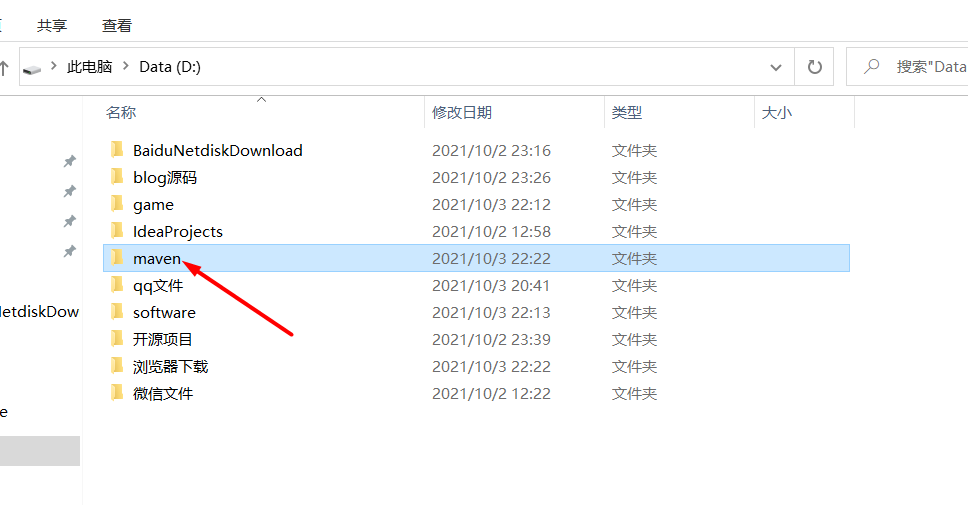 共享 查看
此电脑 Data (D:) 搜索"Data
名称 修改日期 类型 大小
BaiduNetdiskDownload 2021/10/2 23:16 文件夹
blog源码 2021/10/2 23:26 文件夹
game 2021/10/3 22:12 文件夹
IdeaProjects 2021/10/2 12:58 文件夹
maven 2021/10/3 22:22 文件夹
qq文件 2021/10/3 20:41 文件夹
letdiskDow software 2021/10/3 22:13 文件夹
开源项目 2021/10/2 23:39 文件夹
浏览器下载 2021/10/3 22:22 文件夹
微信文件 2021/10/2 12:22 文件夹
e